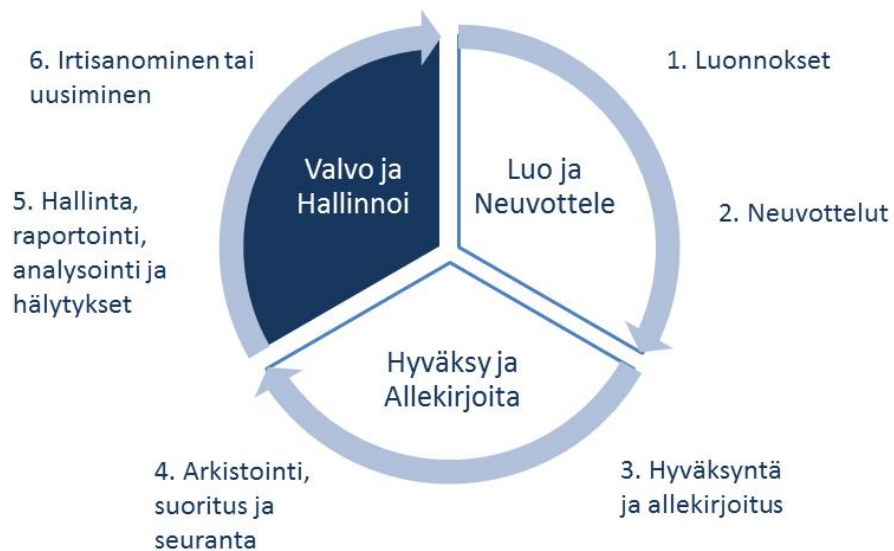 6. Irtisanominen tai
uusiminen
1. Luonnokset
Valvo ja
Hallinnoi
Luo ja
Neuvottele
5. Hallinta,
raportointi,
analysointi ja
hälytykset
2. Neuvottelut
Hyväksy ja
Allekirjoita
4. Arkistointi,
suoritus ja
seuranta
3. Hyväksyntä
ja allekirjoitus